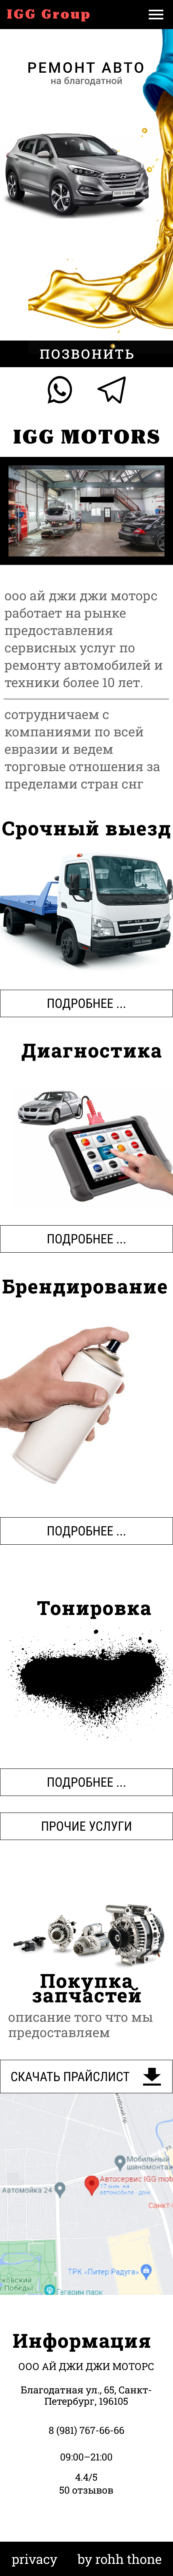 IGG Group
РЕМОНТ АВТО
на благодатной
ПОЗВОНИТЬ
IGG MOTORS
ооо ай джи джи моторс
работает на рынке
предоставления
сервисных услуг по
ремонту автомобилей и
техники более 10 лет.
сотрудничаем с
компаниями по всей
евразии и ведем
торговые отношения за
пределами стран снг
Срочный выезд
ПОДРОБНЕЕ ...
Диагностика
ПОДРОБНЕЕ ...
Брендирование
ПОДРОБНЕЕ ...
Тонировка
ПОДРОБНЕЕ ...
ПРОЧИЕ УСЛУГИ
Покупка
запчастей
описание того что мы
предоставляем
СКАЧАТЬ ПРАЙСЛИСТ
Мобильный
шиномонтаж
Автосервис IGG mot
Автомойка 24
Санкт-
ТРК «Питер Радуга»
ковский
Победы
Гагарин парк
Информация
ООО АЙ ДЖИ ДЖИ МОТОРС
Благодатная ул., 65, Санкт-
Петербург, 196105
8 (981) 767-66-66
09:00–21:00
4.4/5
50 отзывов
privacy by rohh thone